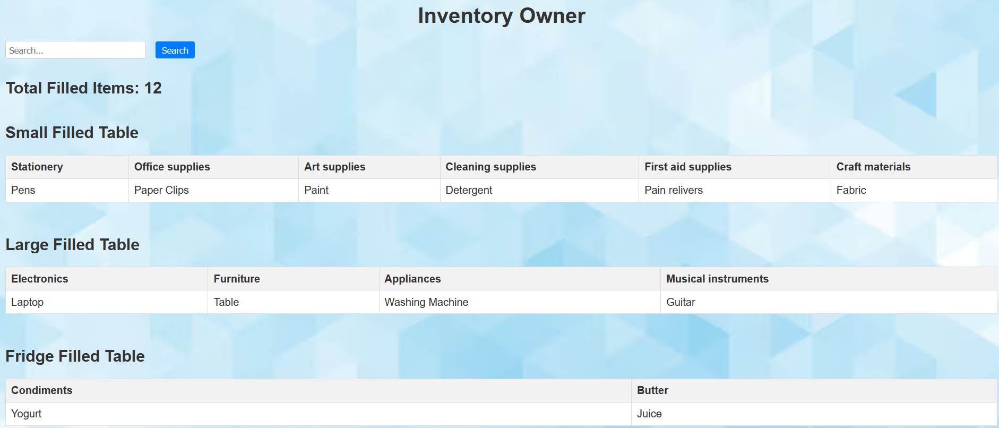 Inventory Owner
Search...
Search
Total Filled Items: 12
Small Filled Table
Stationery Office supplies Art supplies Cleaning supplies First aid supplies Craft materials
Pens Paper Clips Paint Detergent Pain relivers Fabric
Large Filled Table
Electronics Furniture Appliances Musical instruments
Laptop Table Washing Machine Guitar
Fridge Filled Table
Condiments Butter
Yogurt Juice